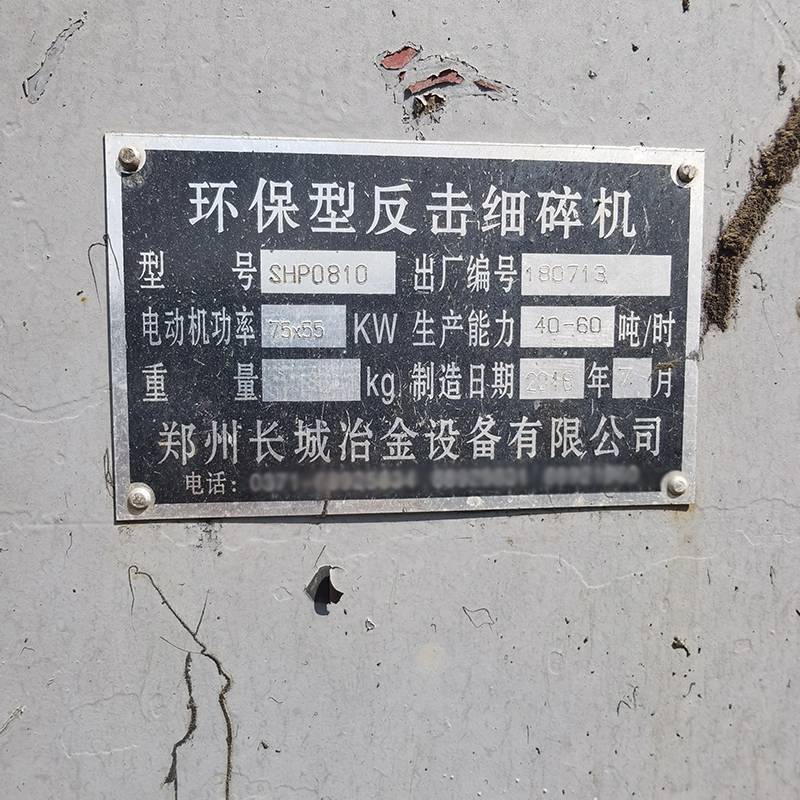 环保型反击细碎机
型 号 SHP0810 出厂编号 180713
电动机功率 75x55 KW 生产能力 40-60 吨/时
重 量 kg 制造日期 年 7 月
郑州长城冶金设备有限公司
电话: